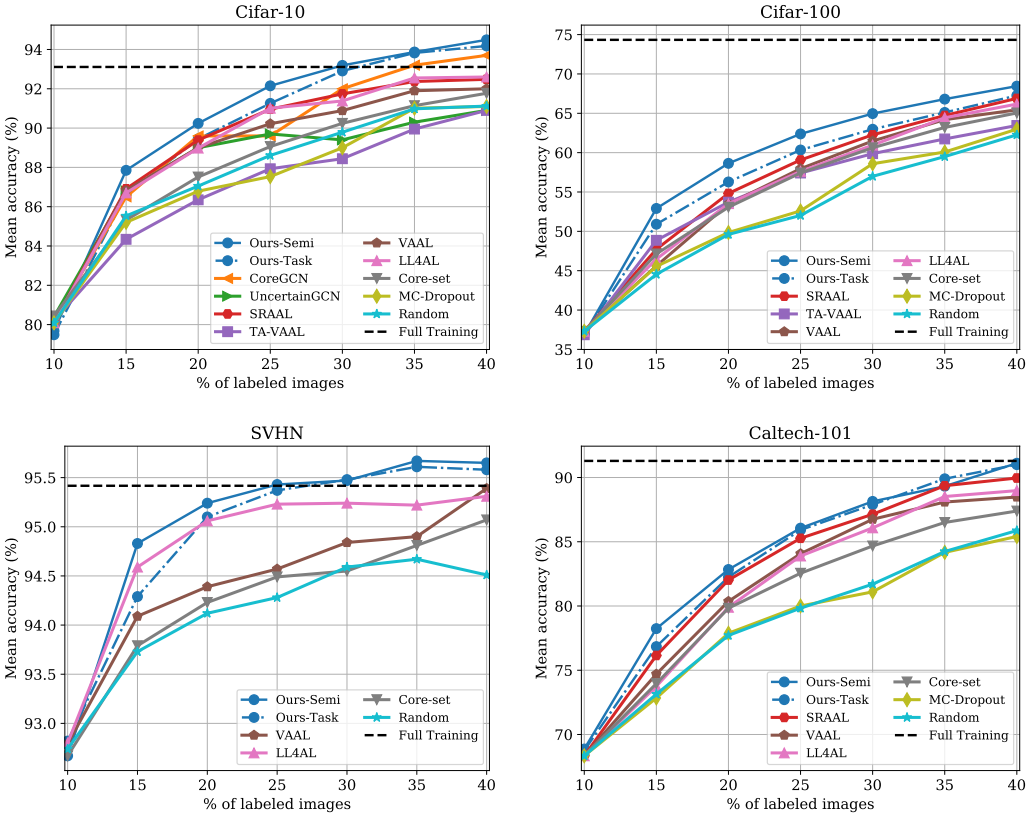 Cifar-10
Mean accuracy (%)
94
92
90
88
86
84
82
80
Ours-Semi
Ours-Task
CoreGCN
UncertainGCN
SRAAL
TA-VAAL
VAAL
LL4AL
Core-set
MC-Dropout
Random
Full Training
10 15 20 25 30 35 40
% of labeled images
Cifar-100
Mean accuracy (%)
75
70
65
60
55
50
45
40
35
Ours-Semi
Ours-Task
SRAAL
TA-VAAL
VAAL
LL4AL
Core-set
MC-Dropout
Random
Full Training
10 15 20 25 30 35 40
% of labeled images
SVHN
Mean accuracy (%)
95.5
95.0
94.5
94.0
93.5
93.0
Ours-Semi
Ours-Task
VAAL
LL4AL
Core-set
Random
Full Training
10 15 20 25 30 35 40
% of labeled images
Caltech-101
Mean accuracy (%)
90
85
80
75
70
Ours-Semi
Ours-Task
SRAAL
VAAL
LL4AL
Core-set
MC-Dropout
Random
Full Training
10 15 20 25 30 35 40
% of labeled images